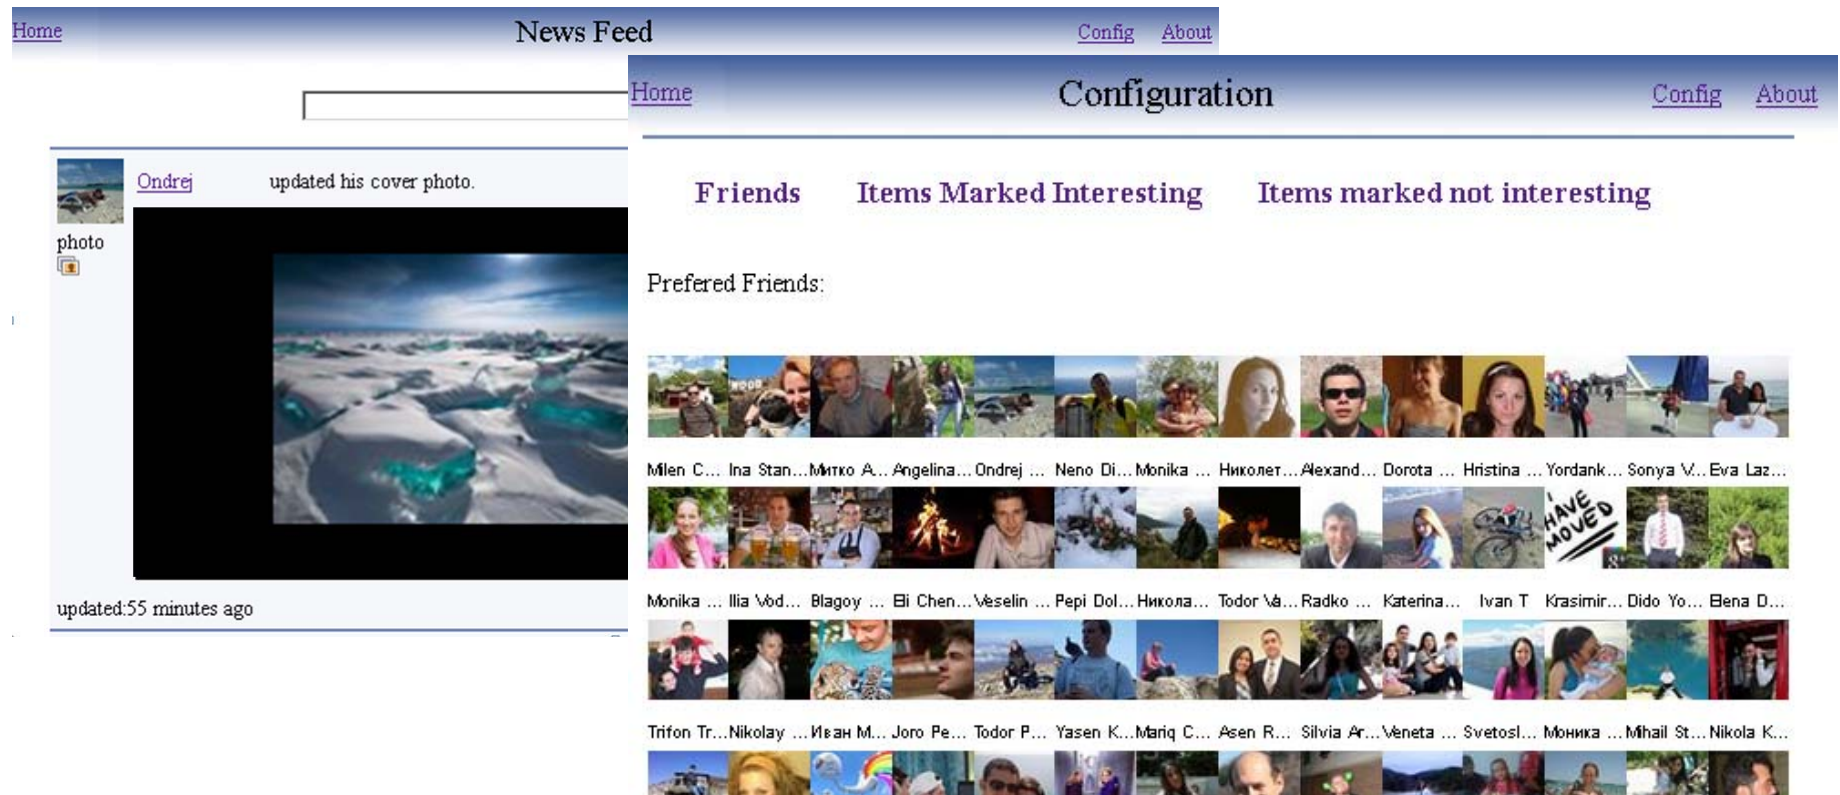 Home News Feed Config About
Ondrej updated his cover photo.
photo
updated:55 minutes ago
Home Configuration Config About
Friends Items Marked Interesting Items marked not interesting
Prefered Friends:
Milen C... Ina Stan... Митко А... Angelina... Ondrej ... Neno Di... Monika ... Николет... Alexand... Dorota ... Hristina ... Yordank... Sonya V... Eva Laz...
I HAVE MOVED
g+
Monika ... Ilia Vod... Blagoy ... Eli Chen... Veselin ... Pepi Dol... Никола... Todor Va... Radko ... Katerina... Ivan T Krasimir... Dido Yo... Elena D...
Trifon Tr... Nikolay ... Иван М... Joro Pe... Todor P... Yasen K... Mariq C... Asen R... Silvia Ar... Veneta ... Svetosl... Моника ... Mihail St... Nikola K...